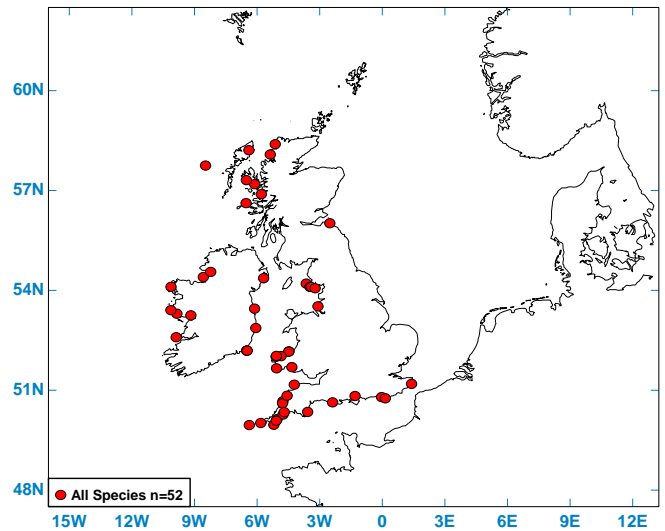 60N
57N
54N
51N
48N
All Species n=52
15W 12W 9W 6W 3W 0 3E 6E 9E 12E